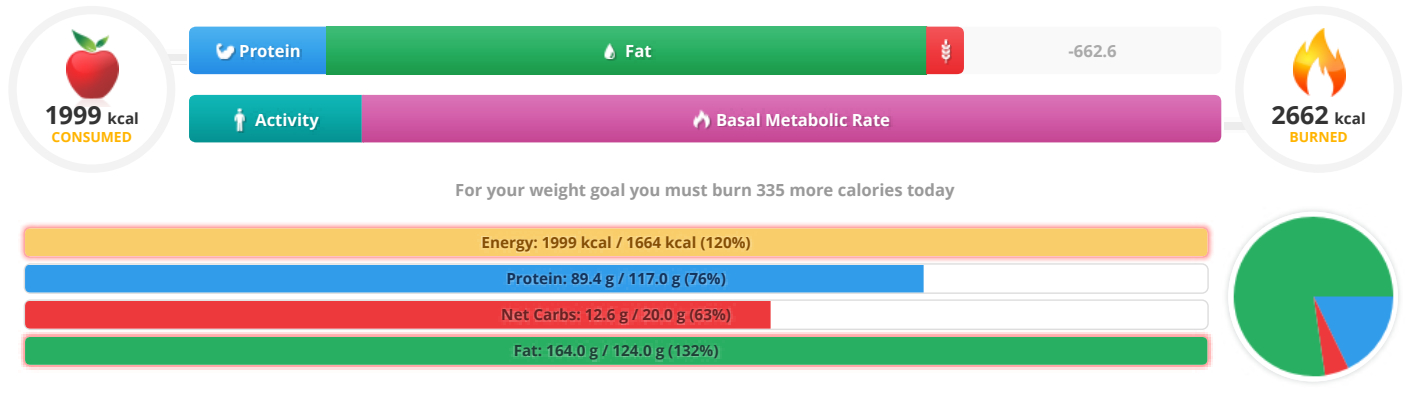 Protein
Fat
-662.6
1999 kcal
CONSUMED
Activity
Basal Metabolic Rate
2662 kcal
BURNED
For your weight goal you must burn 335 more calories today
Energy: 1999 kcal / 1664 kcal (120%)
Protein: 89.4 g / 117.0 g (76%)
Net Carbs: 12.6 g / 20.0 g (63%)
Fat: 164.0 g / 124.0 g (132%)